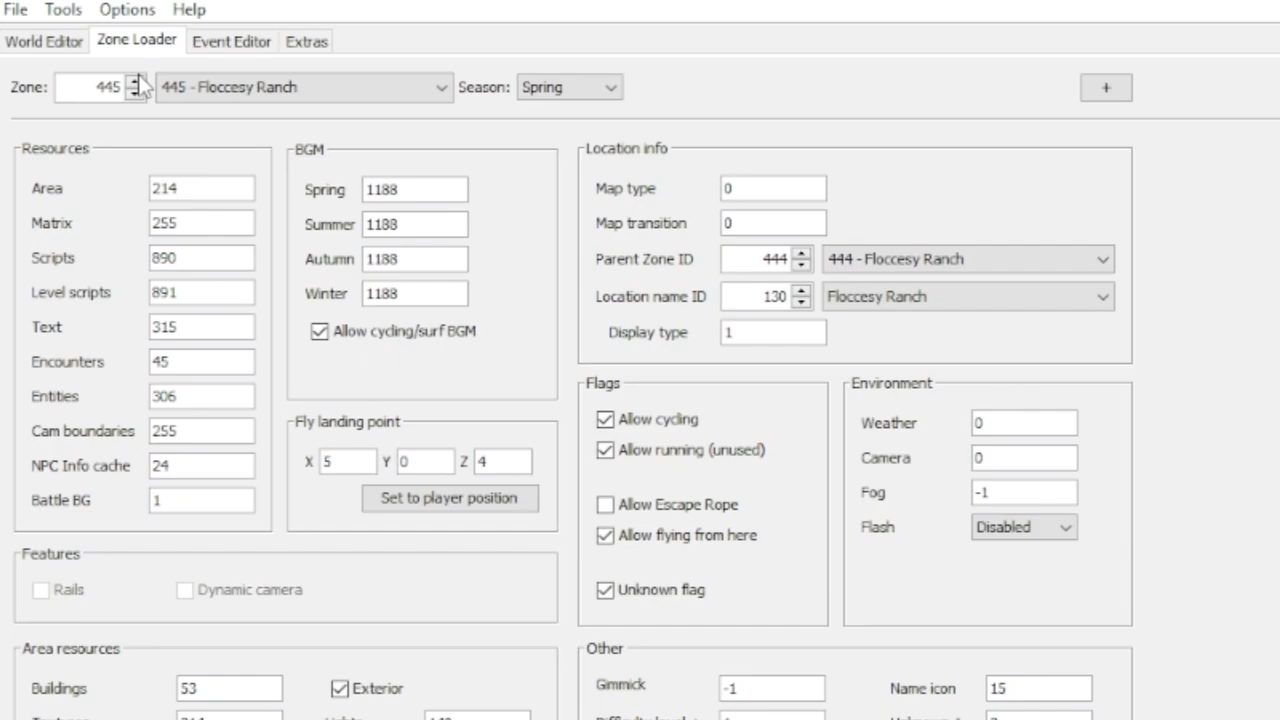 File Tools Options Help
World Editor Zone Loader Event Editor Extras
Zone: 445 445 - Floccesy Ranch Season: Spring +
Resources
Area 214
Matrix 255
Scripts 890
Level scripts 891
Text 315
Encounters 45
Entities 306
Cam boundaries 255
NPC Info cache 24
Battle BG 1
BGM
Spring 1188
Summer 1188
Autumn 1188
Winter 1188
Allow cycling/surf BGM
Fly landing point
X 5 Y 0 Z 4
Set to player position
Location info
Map type 0
Map transition 0
Parent Zone ID 444 444 - Floccesy Ranch
Location name ID 130 Floccesy Ranch
Display type 1
Flags
Allow cycling
Allow running (unused)
Allow Escape Rope
Allow flying from here
Unknown flag
Environment
Weather 0
Camera 0
Fog -1
Flash Disabled
Features
Rails Dynamic camera
Area resources
Buildings 53 Exterior
Other
Gimmick -1 Name icon 15